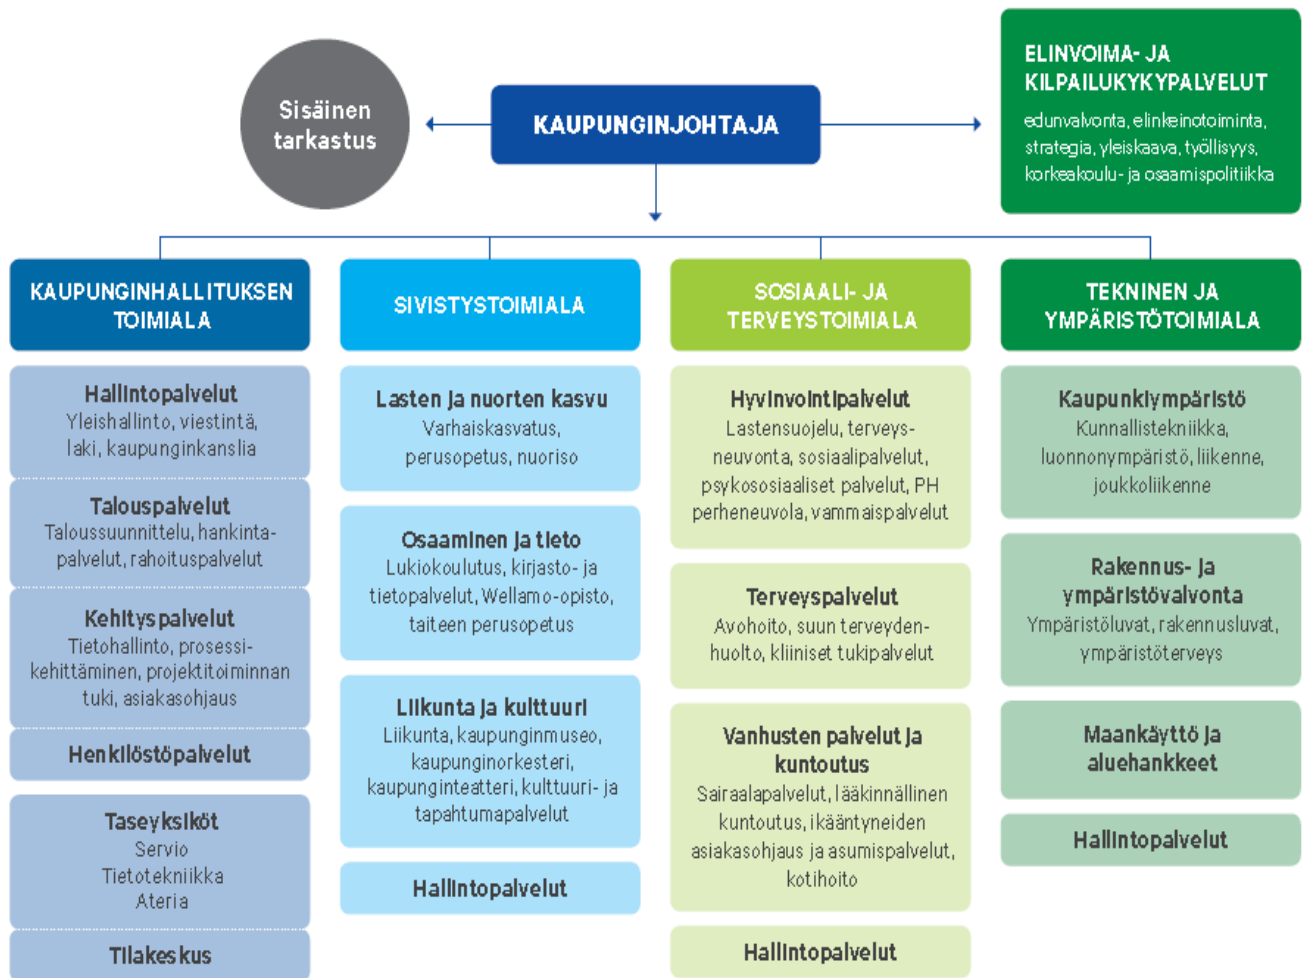 Sisäinen
tarkastus
KAUPUNGINJOHTAJA
ELINVOIMA- JA
KILPAILUKYKYPALVELUT
edunvalvonta, elinkeinotoiminta,
strategia, yleiskaava, työllisyys,
korkeakoulu- ja osaamispolitiikka
KAUPUNGINHALLITUKSEN
TOIMIALA
Hallintopalvelut
Yleishallinto, viestintä,
laki, kaupunginkanslia
Talouspalvelut
Taloussuunnittelu, hankinta-
palvelut, rahoituspalvelut
Kehityspalvelut
Tietohallinto, prosessi-
kehittäminen, projektitoiminnan
tuki, asiakasohjaus
Henkilöstöpalvelut
Taseyksiköt
Servio
Tietotekniikka
Ateria
Tilakeskus
SIVISTYSTOIMIALA
Lasten ja nuorten kasvu
Varhaiskasvatus,
perusopetus, nuoriso
Osaaminen ja tieto
Lukiokoulutus, kirjasto- ja
tietopalvelut, Wellamo-opisto,
taiteen perusopetus
Liikunta ja kulttuuri
Liikunta, kaupunginmuseo,
kaupunginorkesteri,
kaupunginteatteri, kulttuuri- ja
tapahtumapalvelut
Hallintopalvelut
SOSIAALI- JA
TERVEYSTOIMIALA
Hyvinvointipalvelut
Lastensuojelu, terveys-
neuvonta, sosiaalipalvelut,
psykososiaaliset palvelut, PH
perheneuvola, vammaispalvelut
Terveyspalvelut
Avohoito, suun terveyden-
huolto, kliiniset tukipalvelut
Vanhusten palvelut ja
kuntoutus
Sairaalapalvelut, lääkinnällinen
kuntoutus, ikääntyneiden
asiakasohjaus ja asumispalvelut,
kotihoito
Hallintopalvelut
TEKNINEN JA
YMPÄRISTÖTOIMIALA
Kaupunkiympäristö
Kunnallistekniikka,
luonnonympäristö, liikenne,
joukkoliikenne
Rakennus- ja
ympäristövalvonta
Ympäristöluvat, rakennusluvat,
ympäristöterveys
Maankäyttö ja
aluehankkeet
Hallintopalvelut